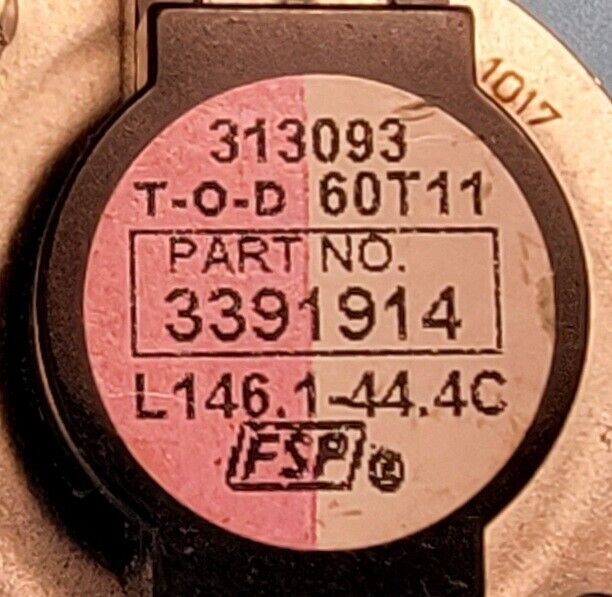 1017
313093
T-O-D 60T11
PART NO.
3391914
L146.1-44.4C
FSP